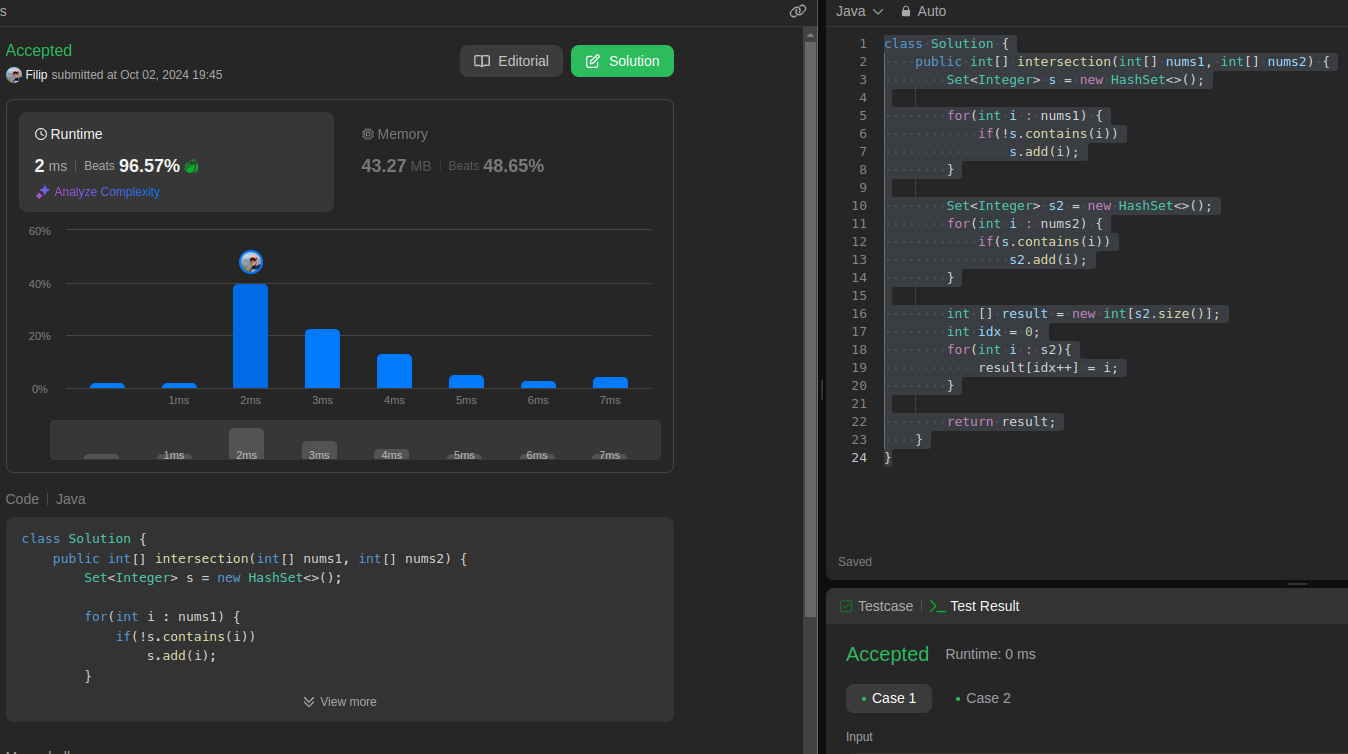 s
Accepted
Filip submitted at Oct 02, 2024 19:45
Editorial
Solution
Runtime
2 ms | Beats 96.57%
Analyze Complexity
Memory
43.27 MB | Beats 48.65%
60%
40%
20%
0%
1ms 2ms 3ms 4ms 5ms 6ms 7ms
1ms 2ms 3ms 4ms 5ms 6ms 7ms
Code | Java
class Solution {
    public int[] intersection(int[] nums1, int[] nums2) {
        Set<Integer> s = new HashSet<>();
        for(int i : nums1) {
            if(!s.contains(i))
                s.add(i);
        }
View more
Java
Auto
1 class Solution {
2     public int[] intersection(int[] nums1, int[] nums2) {
3         Set<Integer> s = new HashSet<>();
4
5         for(int i : nums1) {
6             if(!s.contains(i))
7                 s.add(i);
8         }
9
10         Set<Integer> s2 = new HashSet<>();
11         for(int i : nums2) {
12             if(s.contains(i))
13                 s2.add(i);
14         }
15
16         int [] result = new int[s2.size()];
17         int idx = 0;
18         for(int i : s2){
19             result[idx++] = i;
20         }
21
22         return result;
23     }
24 }
Saved
Testcase | Test Result
Accepted Runtime: 0 ms
Case 1 Case 2
Input